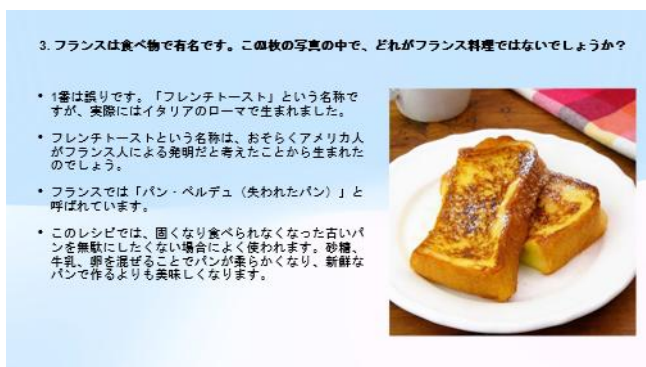 3. フランスは食べ物で有名です。この4枚の写真の中で、どれがフランス料理ではないでしょうか?
• 1番は誤りです。「フレンチトースト」という名称で
すが、実際にはイタリアのローマで生まれました。
• フレンチトーストという名称は、おそらくアメリカ人
がフランス人による発明だと考えたことから生まれた
のでしょう。
• フランスでは「パン・ペルデュ(失われたパン)」と
呼ばれています。
• このレシピでは、固くなり食べられなくなった古いパ
ンを無駄にしたくない場合によく使われます。砂糖、
牛乳、卵を混ぜることでパンが柔らかくなり、新鮮な
パンで作るよりも美味しくなります。